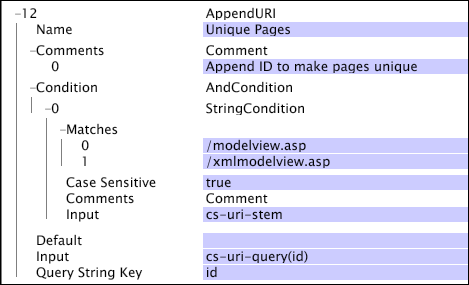 –12 AppendURI
Name Unique Pages
–Comments Comment
0 Append ID to make pages unique
–Condition AndCondition
–0 StringCondition
–Matches
0 /modelview.asp
1 /xmlmodelview.asp
Case Sensitive true
Comments Comment
Input cs-uri-stem
Default
Input cs-uri-query(id)
Query String Key id